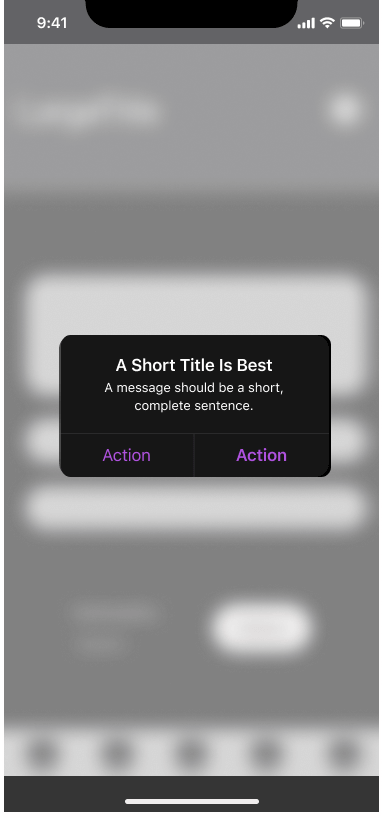 9:41
A Short Title Is Best
A message should be a short,
complete sentence.
Action
Action